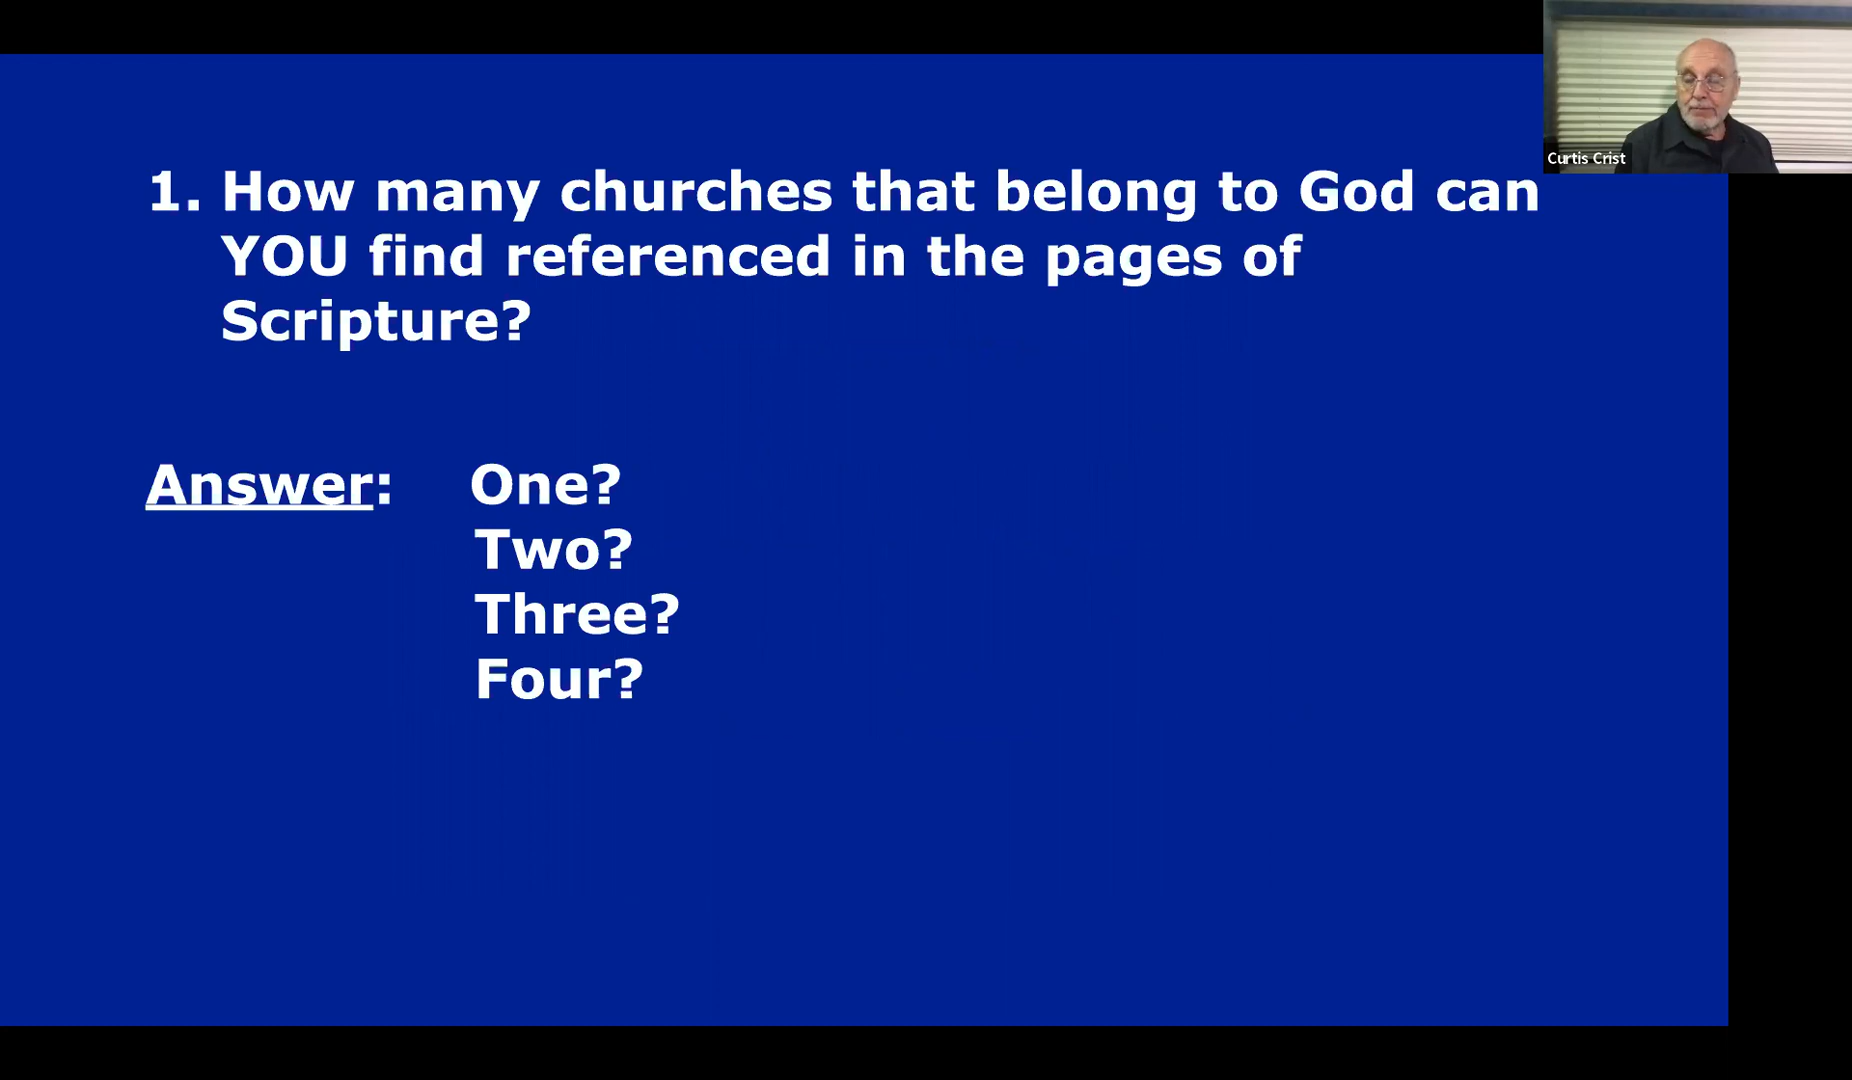 1. How many churches that belong to God can
YOU find referenced in the pages of
Scripture?
Answer: One?
Two?
Three?
Four?
Curtis Crist